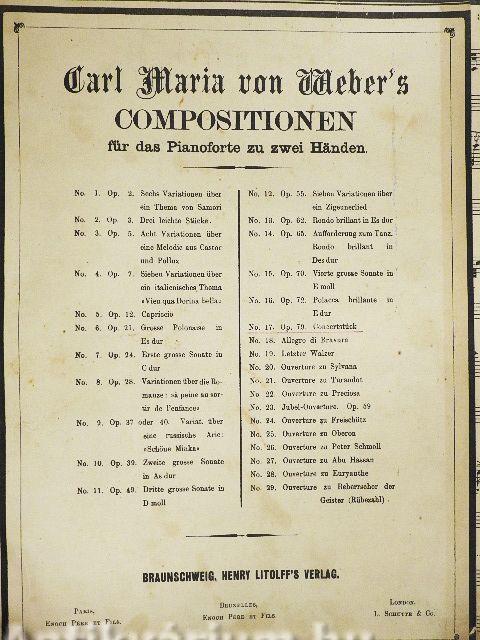 Carl Maria von Weber's
COMPOSITIONEN
für das Pianoforte zu zwei Händen.
No. 1. Op. 2. Sechs Variationen über
ein Thema von Samori
No. 2. Op. 3. Drei leichte Stücke.
No. 3. Op. 5. Acht Variationen über
eine Melodie aus Castor
und Pollux
No. 4. Op. 7. Sieben Variationen über
ein italienisches Thema
»Vien qua Dorina bella«
No. 5. Op. 12. Capriccio
No. 6. Op. 21. Grosse Polonaise in
Es dur
No. 7. Op. 24. Erste grosse Sonate in
C dur
No. 8. Op. 28. Variationen über die Ro-
manze: »à peine au sor-
tir de l'enfance«
No. 9. Op. 37 oder 40. Variat. über
eine russische Arie:
»Schöne Minka«
No. 10. Op. 39. Zweite grosse Sonate
in As dur
No. 11. Op. 49. Dritte grosse Sonate in
D moll
No. 12. Op. 55. Sieben Variationen über
ein Zigeunerlied
No. 13. Op. 62. Rondo brillant in Es dur
No. 14. Op. 65. Aufforderung zum Tanz.
Rondo brillant in
Des dur
No. 15. Op. 70. Vierte grosse Sonate in
E moll
No. 16. Op. 72. Polacca brillante in
E dur
No. 17. Op. 79. Concertstück
No. 18. Allegro di Bravura
No. 19. Letzter Walzer
No. 20. Ouverture zu Sylvana
No. 21. Ouverture zu Turandot
No. 22. Ouverture zu Preciosa
No. 23. Jubel-Ouverture. Op. 59
No. 24. Ouverture zu Freischütz
No. 25. Ouverture zu Oberon
No. 26. Ouverture zu Peter Schmoll
No. 27. Ouverture zu Abu Hassan
No. 28. Ouverture zu Euryanthe
No. 29. Ouverture zu Beherrscher der
Geister (Rübezahl)
BRAUNSCHWEIG, HENRY LITOLFF'S VERLAG.
PARIS,
ENOCH PÈRE ET FILS.
BRUXELLES,
ENOCH PÈRE ET FILS.
LONDON.
L. SCHUTTE & Co.